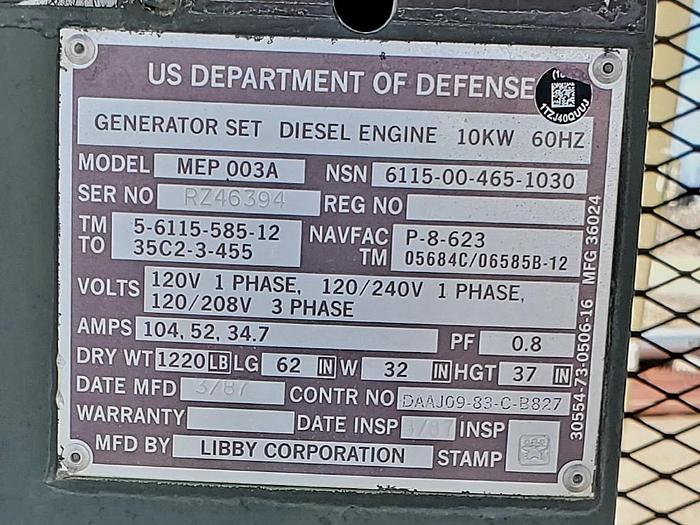 US DEPARTMENT OF DEFENSE
1TZJ40QUUJ
GENERATOR SET DIESEL ENGINE 10KW 60HZ
MODEL MEP 003A NSN 6115-00-465-1030
SER NO RZ46394 REG NO
TM 5-6115-585-12 NAVFAC P-8-623
TO 35C2-3-455 TM 05684C/06585B-12
VOLTS 120V 1 PHASE, 120/240V 1 PHASE,
120/208V 3 PHASE
AMPS 104, 52, 34.7 PF 0.8
DRY WT 1220 LB LG 62 IN W 32 IN HGT 37 IN
DATE MFD 3/87 CONTR NO DAAJ09-83-C-B827
WARRANTY DATE INSP 3/87 INSP
MFD BY LIBBY CORPORATION STAMP
30554-73-0506-16 MFG 36024